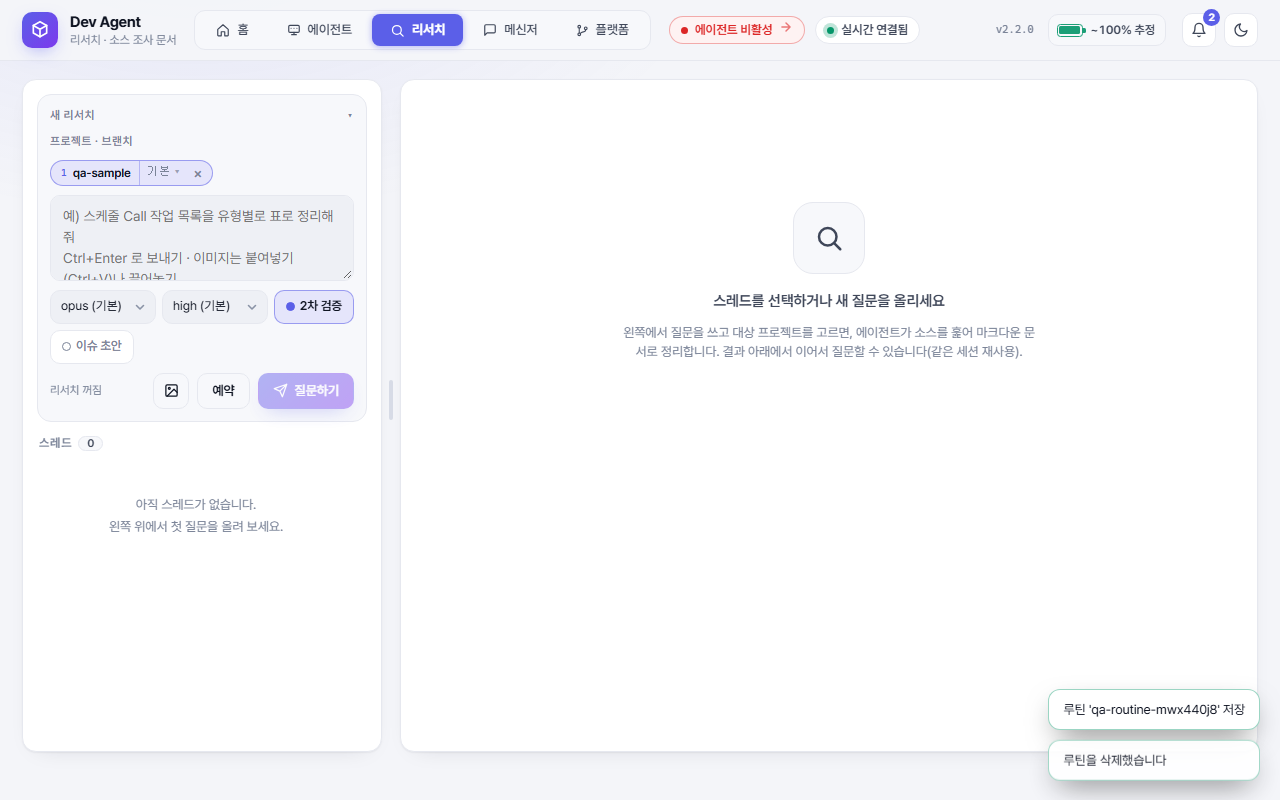 Dev Agent
리서치 · 소스 조사 문서
홈
에이전트
리서치
메신저
플랫폼
에이전트 비활성 →
실시간 연결됨
v2.2.0
~100% 추정
2
새 리서치
프로젝트 · 브랜치
1 qa-sample 기본 ×
예) 스케줄 Call 작업 목록을 유형별로 표로 정리해
줘
Ctrl+Enter 로 보내기 · 이미지는 붙여넣기
(Ctrl+V)나 끌어놓기
opus (기본)
high (기본)
2차 검증
이슈 초안
리서치 꺼짐
예약
질문하기
스레드 0
아직 스레드가 없습니다.
왼쪽 위에서 첫 질문을 올려 보세요.
스레드를 선택하거나 새 질문을 올리세요
왼쪽에서 질문을 쓰고 대상 프로젝트를 고르면, 에이전트가 소스를 훑어 마크다운 문
서로 정리합니다. 결과 아래에서 이어서 질문할 수 있습니다(같은 세션 재사용).
루틴 'qa-routine-mwx440j8' 저장
루틴을 삭제했습니다